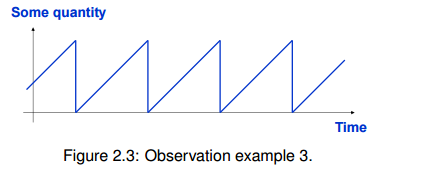 Some quantity
Time
Figure 2.3: Observation example 3.